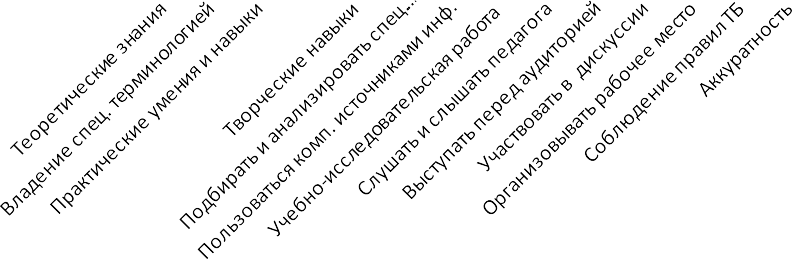 Теоретические знания
Владение спец. терминологией
Практические умения и навыки
Творческие навыки
Подбирать и анализировать спец...
Пользоваться комп. источниками инф.
Учебно-исследовательская работа
Слушать и слышать педагога
Выступать перед аудиторией
Участвовать в дискуссии
Организовывать рабочее место
Соблюдение правил ТБ
Аккуратность